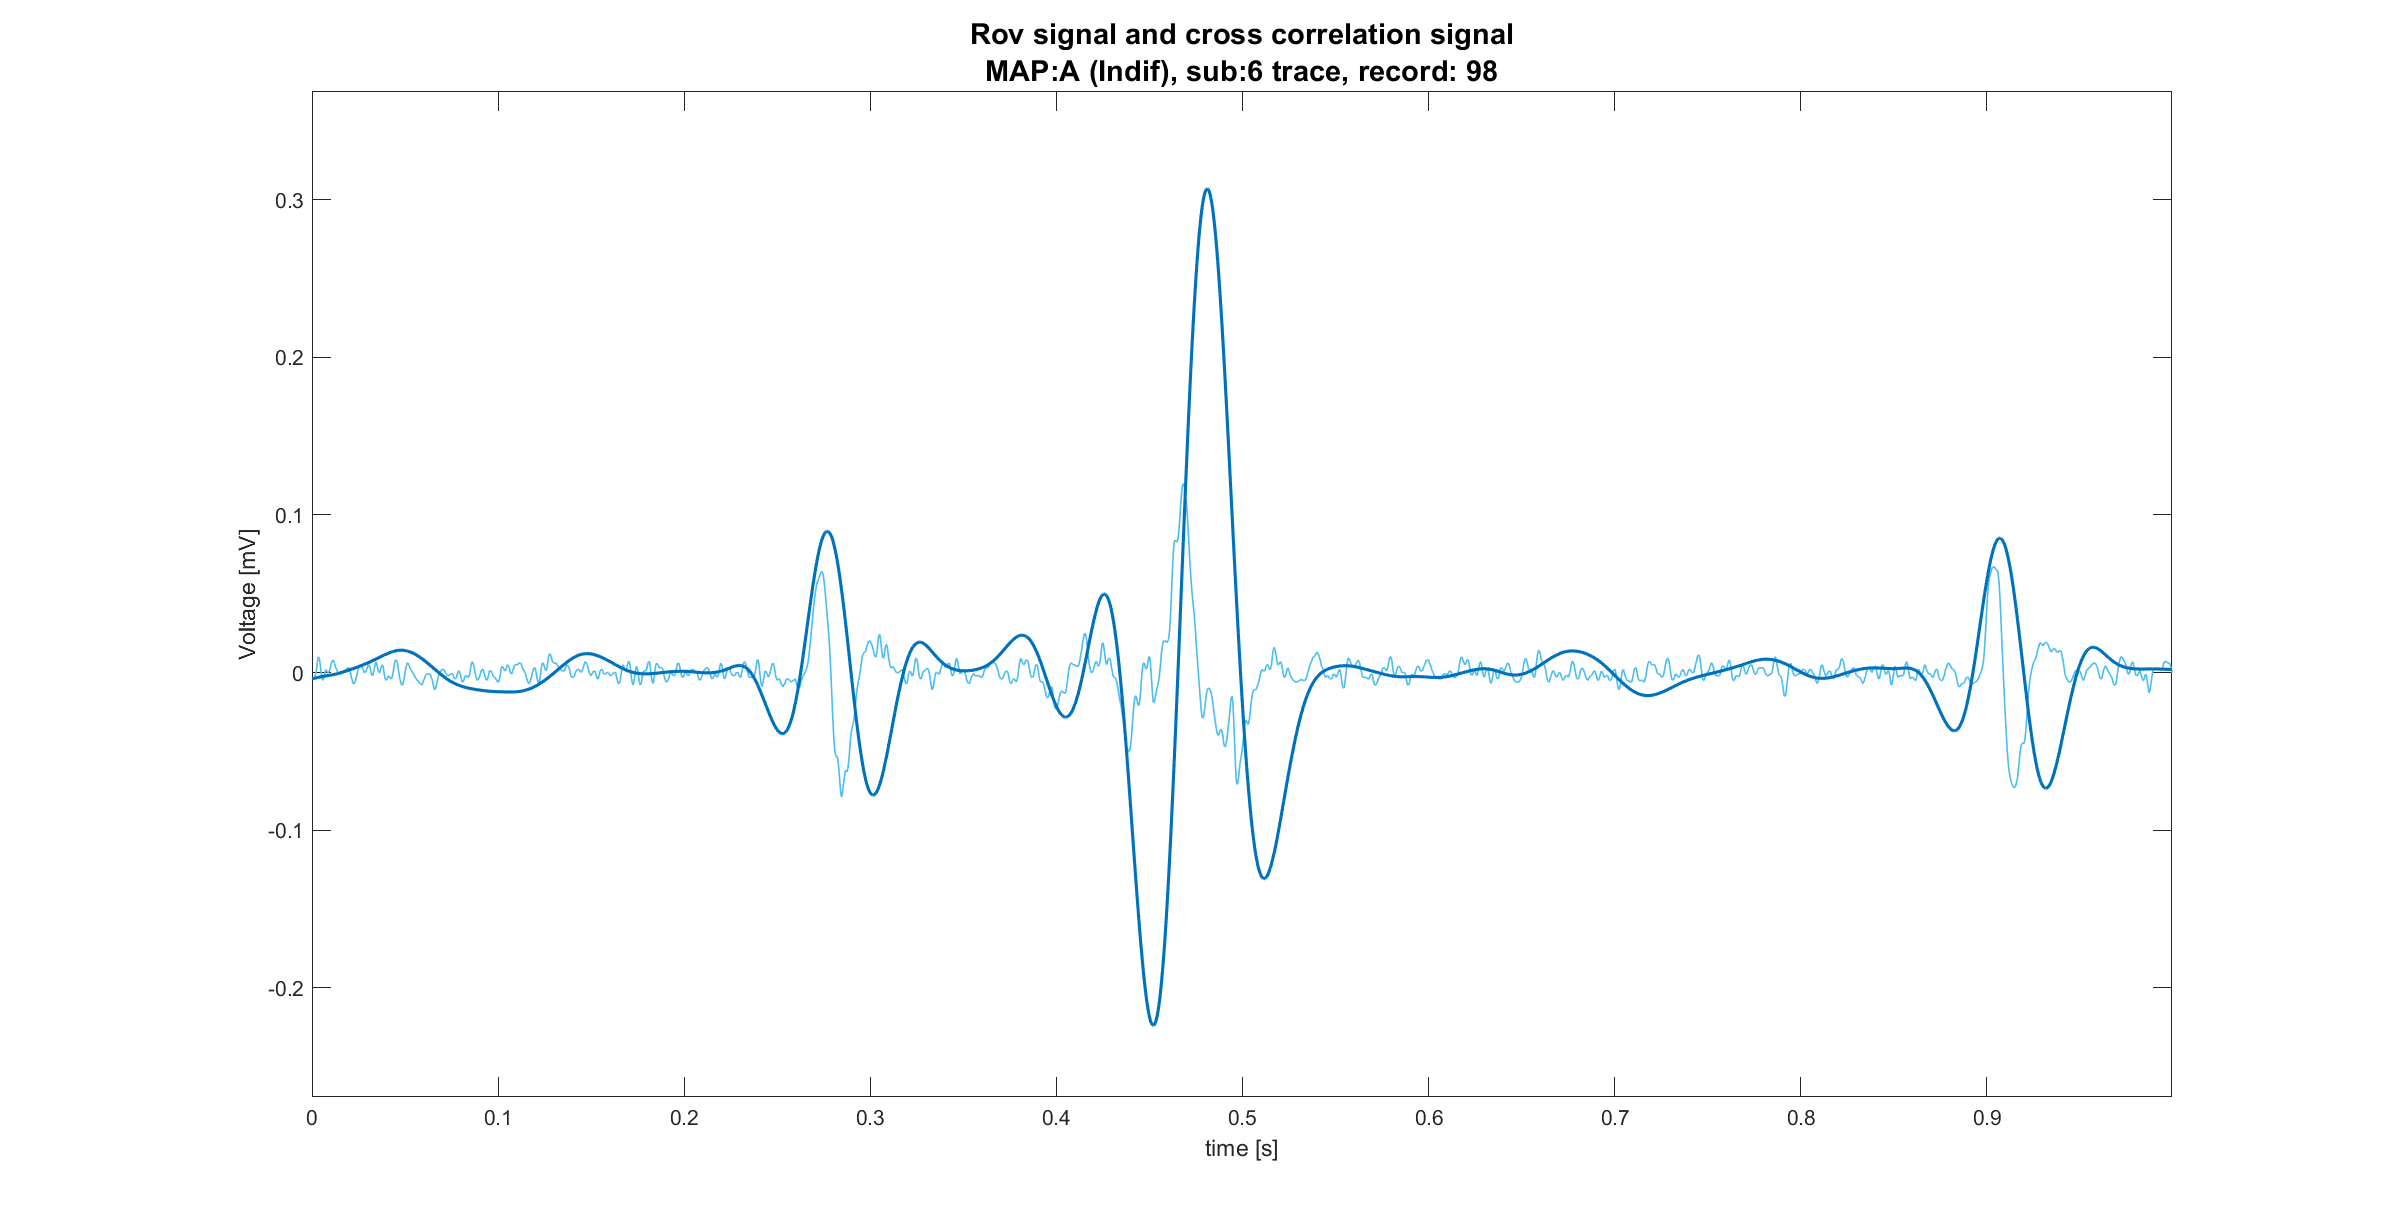 Rov signal and cross correlation signal
MAP:A (Indif), sub:6 trace, record: 98
Voltage [mV]
0.3
0.2
0.1
0
-0.1
-0.2
0 0.1 0.2 0.3 0.4 0.5 0.6 0.7 0.8 0.9
time [s]